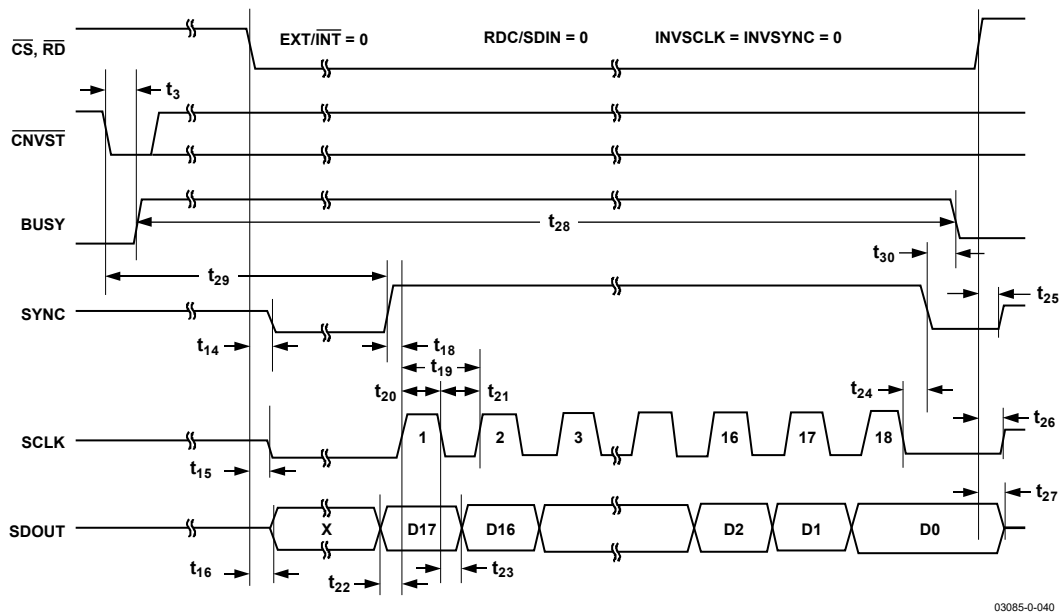 EXT/INT = 0 RDC/SDIN = 0 INVSCLK = INVSYNC = 0
CS, RD
t3
CNVST
BUSY
t28
t30
t29
t25
SYNC
t14
t18
t19
t20
t21
t24
t26
SCLK
1 2 3 16 17 18
t15
t27
SDOUT
X D17 D16 D2 D1 D0
t16
t22
t23
03085-0-040